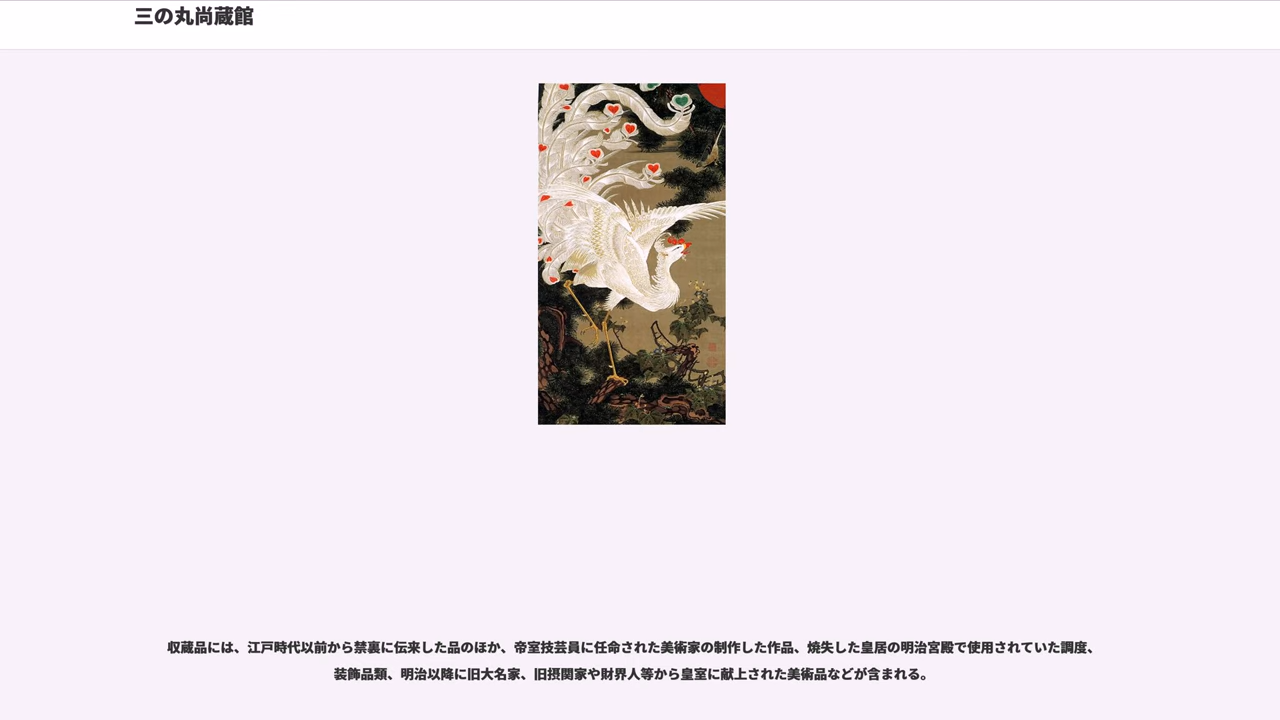 三の丸尚蔵館
収蔵品には、江戸時代以前から禁裏に伝来した品のほか、帝室技芸員に任命された美術家の制作した作品、焼失した皇居の明治宮殿で使用されていた調度、
装飾品類、明治以降に旧大名家、旧摂関家や財界人等から皇室に献上された美術品などが含まれる。